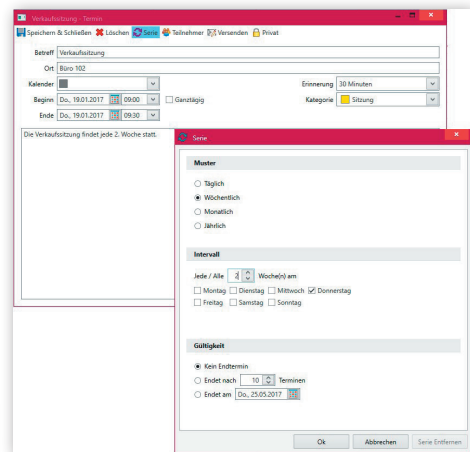 Verkaufssitzung - Termin
Speichern & Schließen Löschen Serie Teilnehmer Versenden Privat
Betreff Verkaufssitzung
Ort Büro 102
Kalender Erinnerung 30 Minuten
Beginn Do., 19.01.2017 09:00 Ganztägig Kategorie Sitzung
Ende Do., 19.01.2017 09:30
Die Verkaufssitzung findet jede 2. Woche statt.
Serie
Muster
Täglich
Wöchentlich
Monatlich
Jährlich
Intervall
Jede / Alle 2 Woche(n) am
Montag Dienstag Mittwoch Donnerstag
Freitag Samstag Sonntag
Gültigkeit
Kein Endtermin
Endet nach 10 Terminen
Endet am Do., 25.05.2017
Ok Abbrechen Serie Entfernen